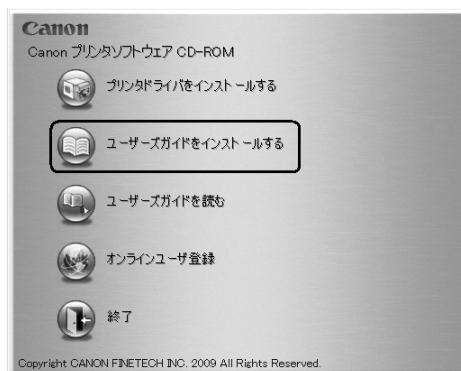 Canon
Canon プリンタソフトウェア CD-ROM
プリンタドライバをインストールする
ユーザーズガイドをインストールする
ユーザーズガイドを読む
オンラインユーザ登録
終了
Copyright CANON FINETECH INC. 2009 All Rights Reserved.